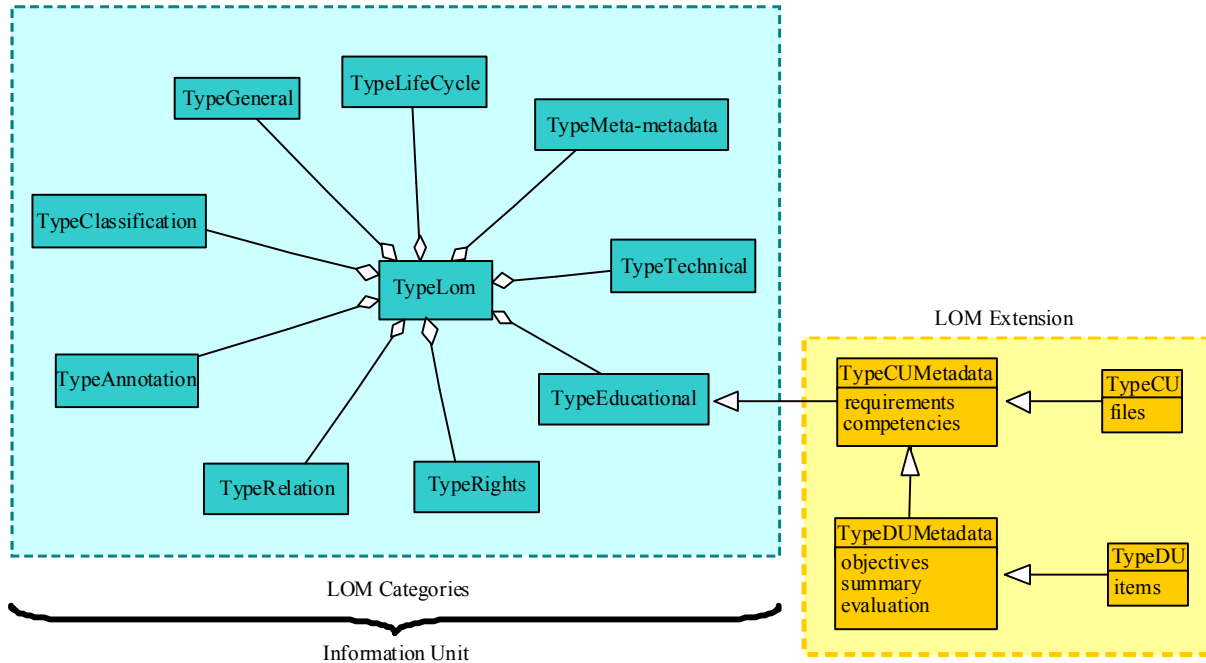 TypeLifeCycle
TypeGeneral
TypeMeta-metadata
TypeClassification
TypeTechnical
TypeLom
TypeAnnotation
TypeEducational
TypeRelation
TypeRights
LOM Categories
Information Unit
LOM Extension
TypeCUMetadata
requirements
competencies
TypeCU
files
TypeDUMetadata
objectives
summary
evaluation
TypeDU
items